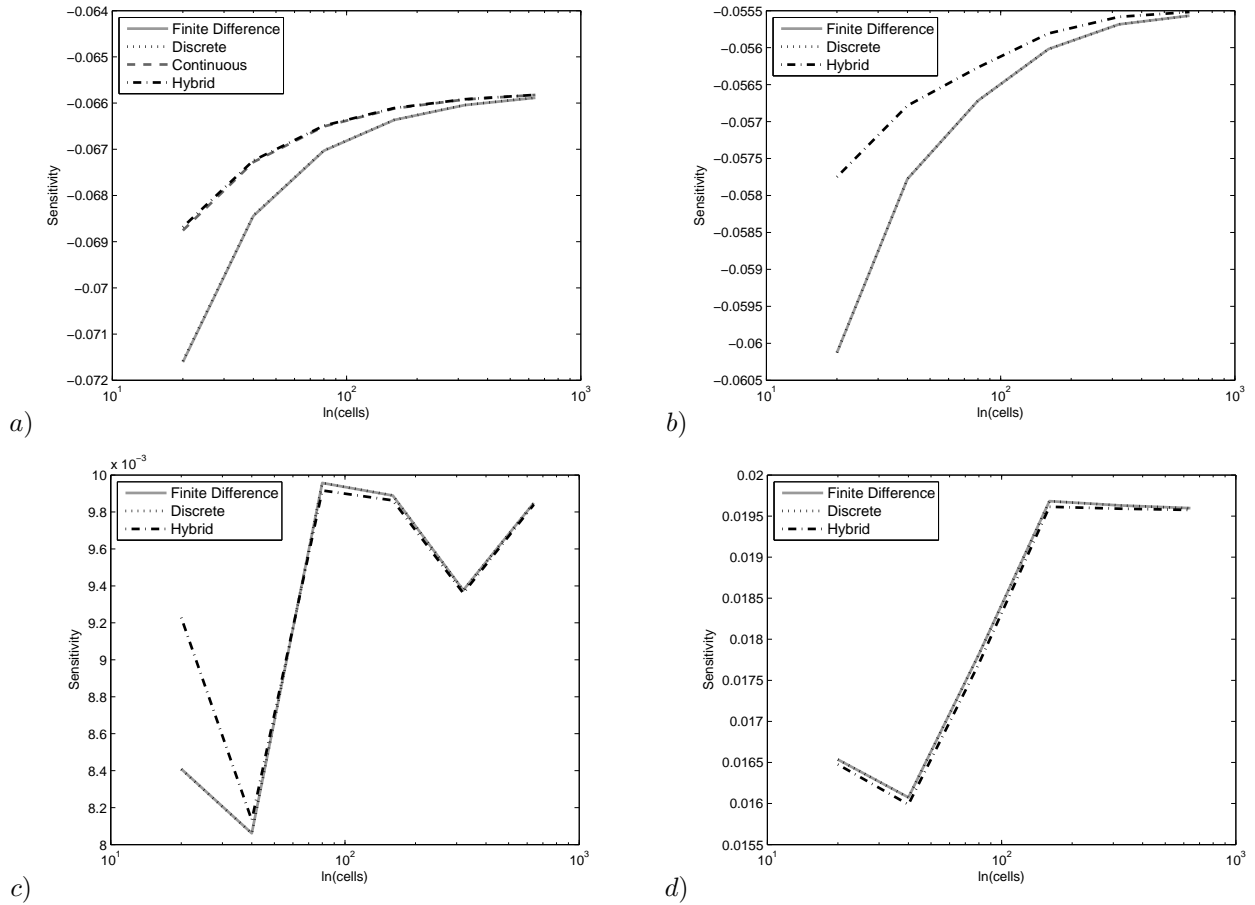 −0.064
−0.065
−0.066
−0.067
−0.068
−0.069
−0.07
−0.071
−0.072
Sensitivity
Finite Difference
Discrete
Continuous
Hybrid
10^1
10^2
10^3
ln(cells)
a)
−0.0555
−0.056
−0.0565
−0.057
−0.0575
−0.058
−0.0585
−0.059
−0.0595
−0.06
−0.0605
Sensitivity
Finite Difference
Discrete
Hybrid
10^1
10^2
10^3
ln(cells)
b)
x 10^−3
10
9.8
9.6
9.4
9.2
9
8.8
8.6
8.4
8.2
8
Sensitivity
Finite Difference
Discrete
Hybrid
10^1
10^2
10^3
ln(cells)
c)
0.02
0.0195
0.019
0.0185
0.018
0.0175
0.017
0.0165
0.016
0.0155
Sensitivity
Finite Difference
Discrete
Hybrid
10^1
10^2
10^3
ln(cells)
d)